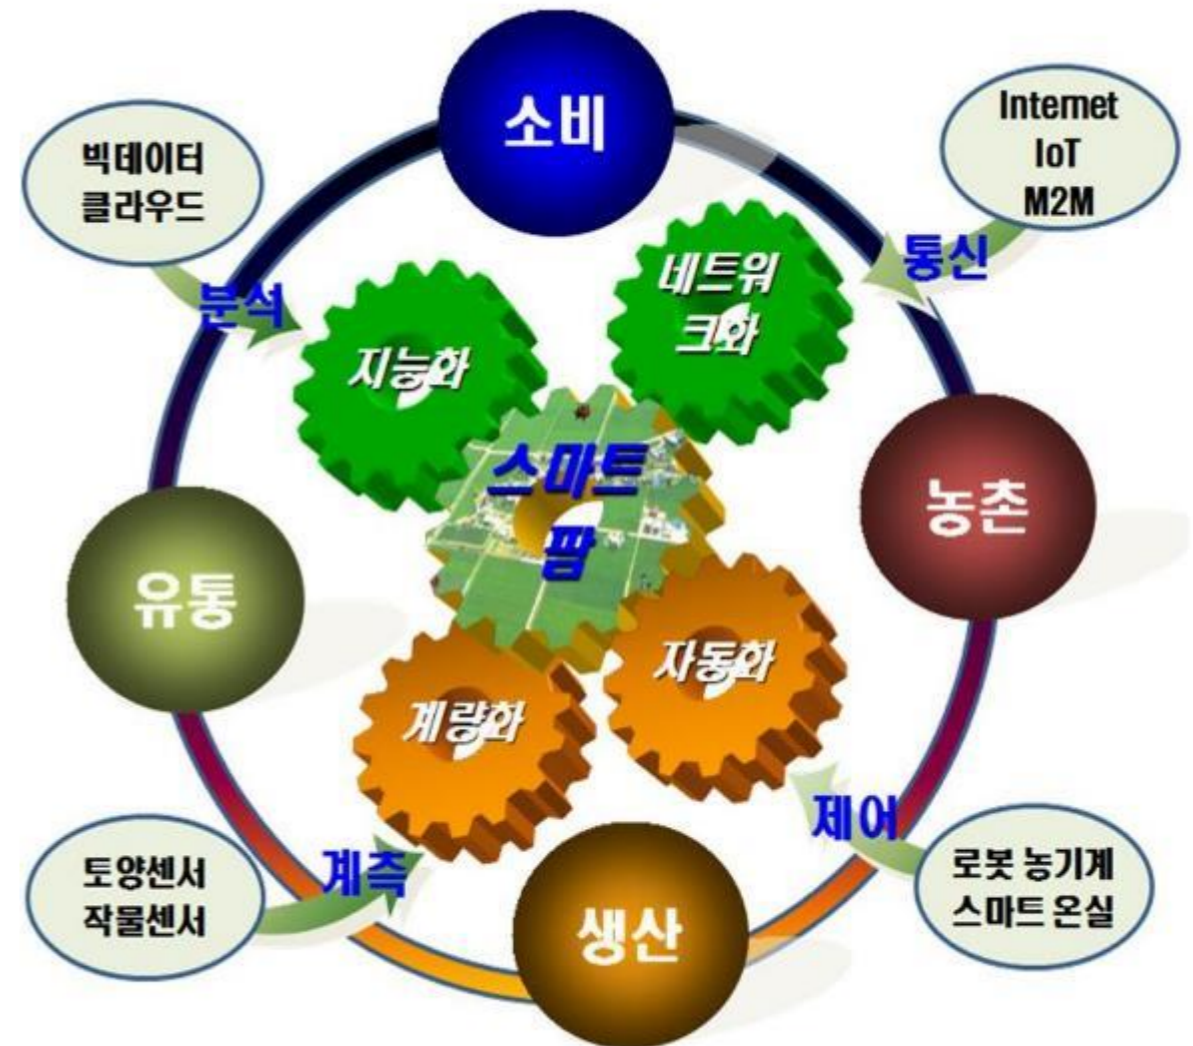 소비
Internet
IoT
M2M
빅데이터
클라우드
통신
분석
네트워
크화
지능화
스마트
팜
농촌
유통
자동화
계량화
제어
계측
로봇 농기계
스마트 온실
토양센서
작물센서
생산